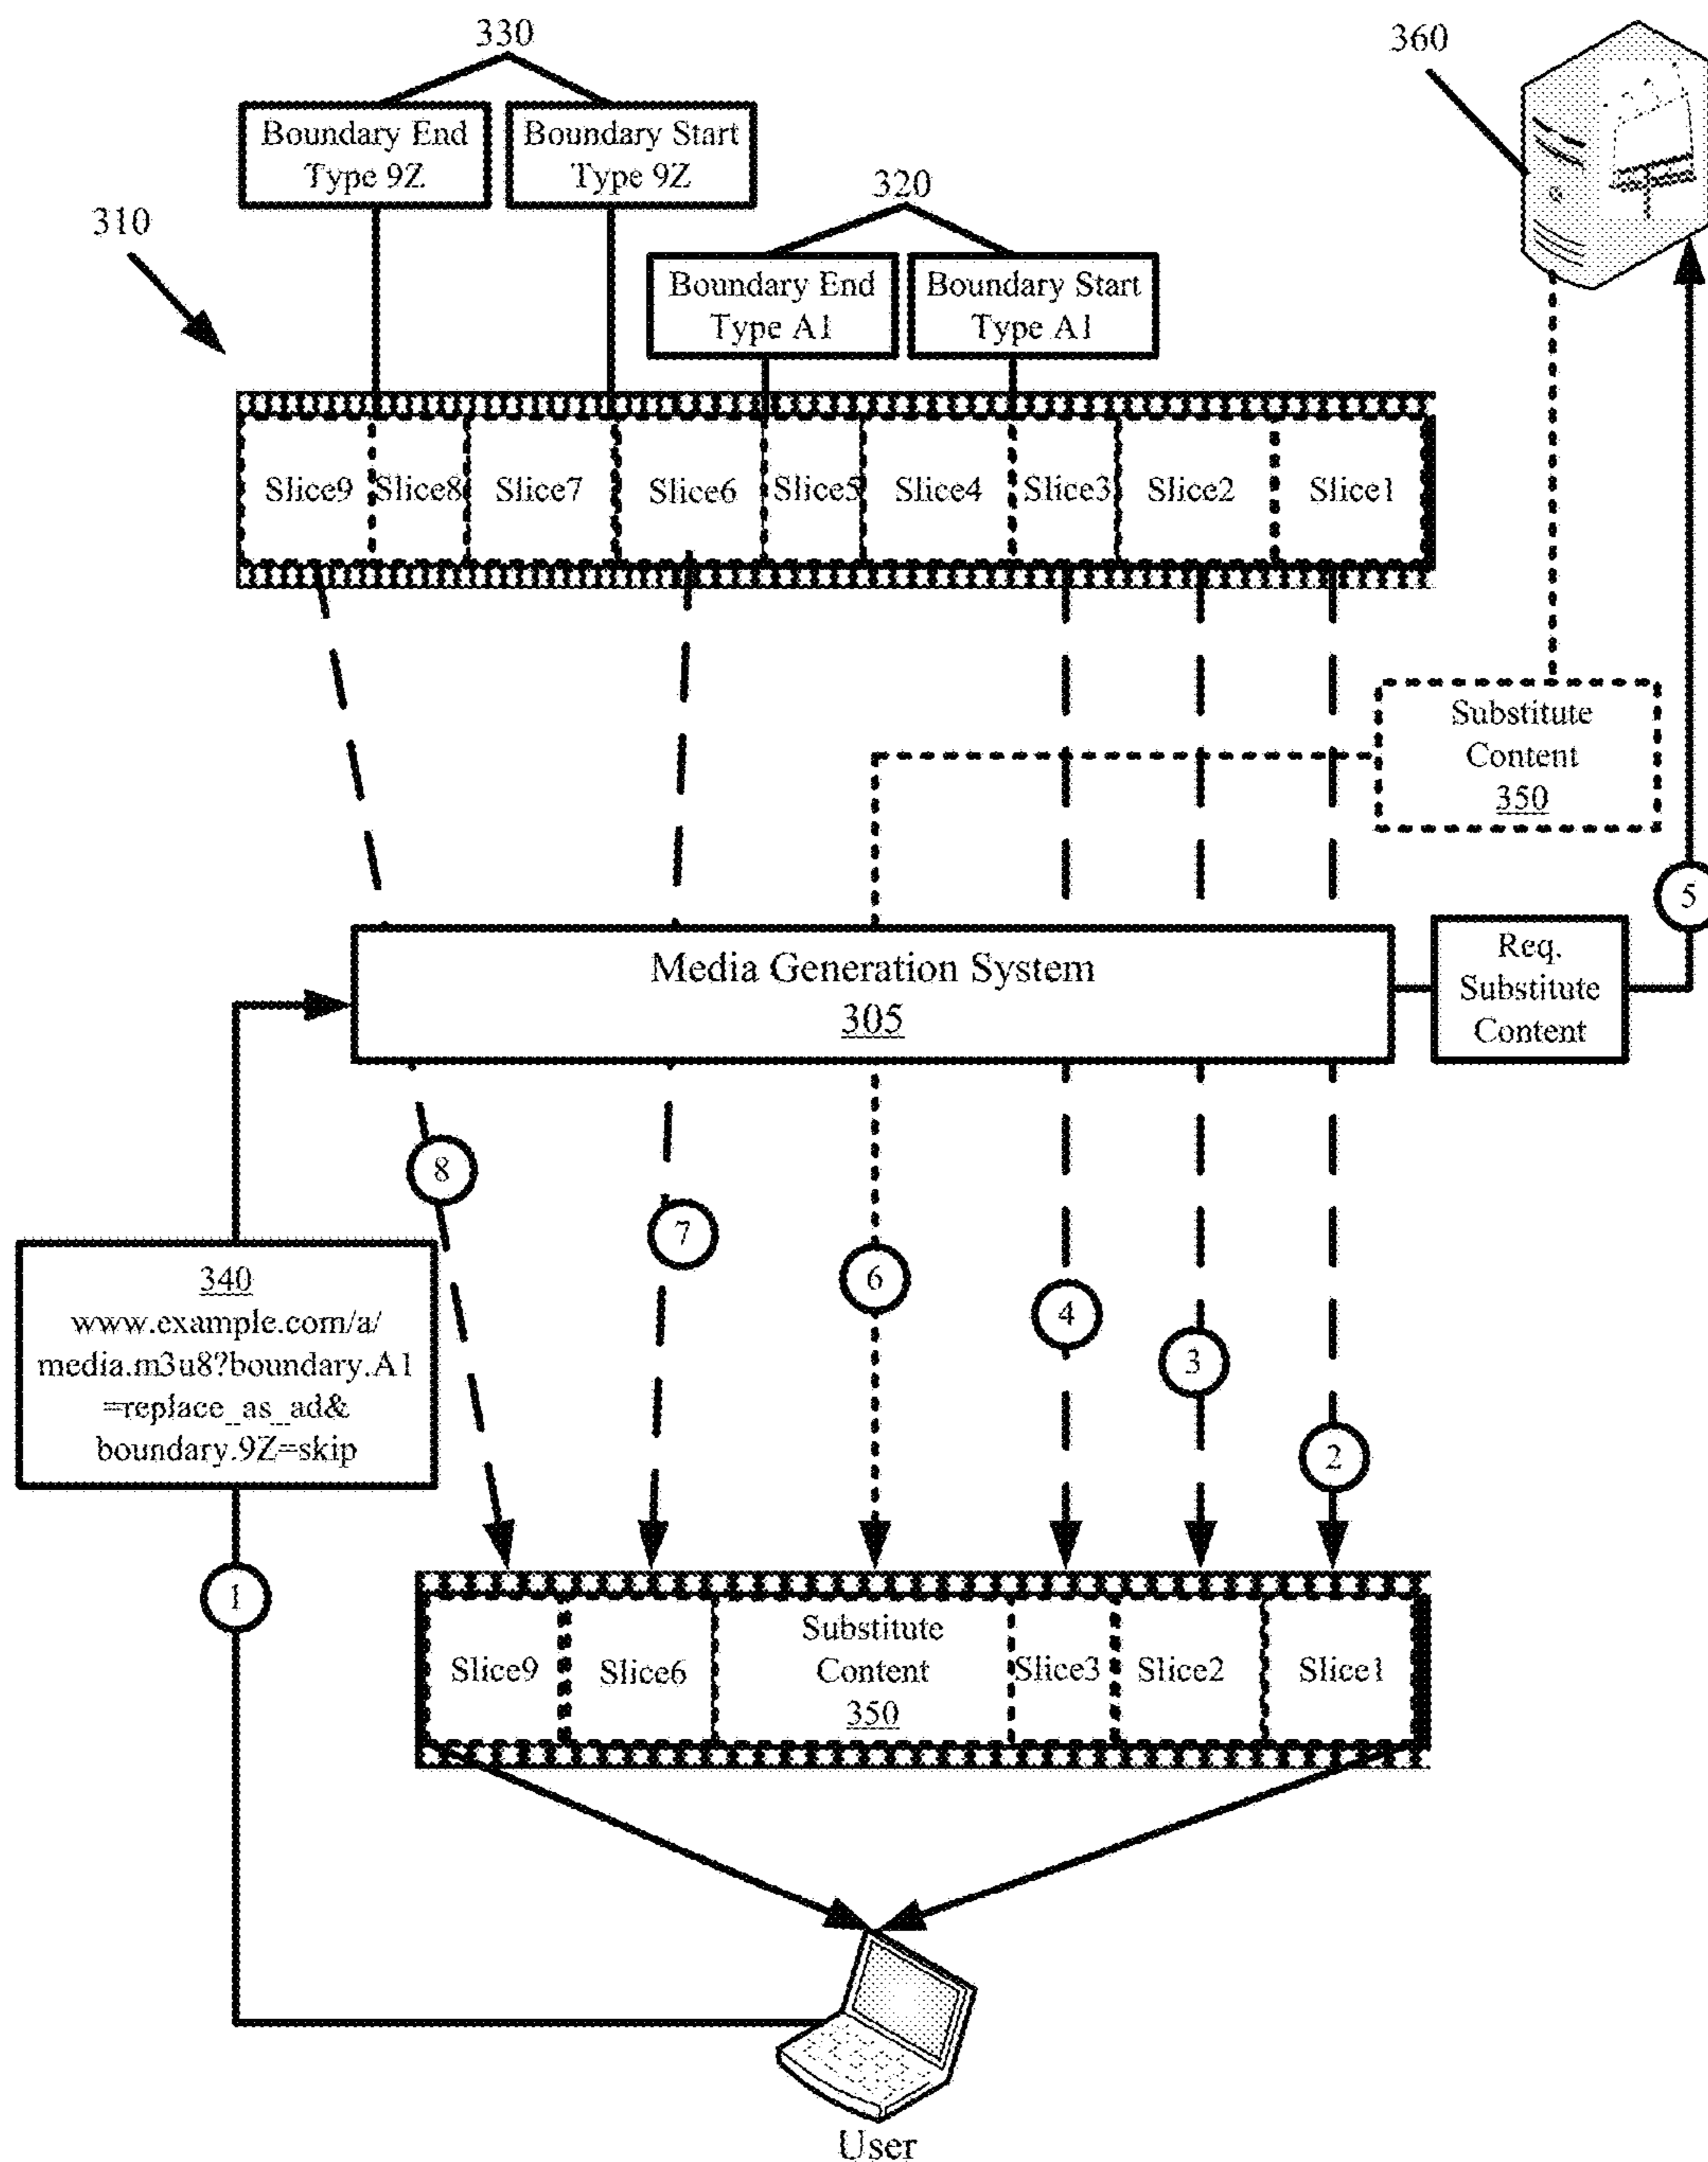 330
360
Boundary End
Type 9Z
Boundary Start
Type 9Z
320
310
Boundary End
Type A1
Boundary Start
Type A1
Slice9
Slice8
Slice7
Slice6
Slice5
Slice4
Slice3
Slice2
Slice1
Substitute
Content
350
5
Media Generation System
305
Req.
Substitute
Content
8
7
6
4
3
2
340
www.example.com/a/
media.m3u8?boundary.A1
=replace_as_ad&
boundary.9Z=skip
1
Slice9
Slice6
Substitute
Content
350
Slice3
Slice2
Slice1
User